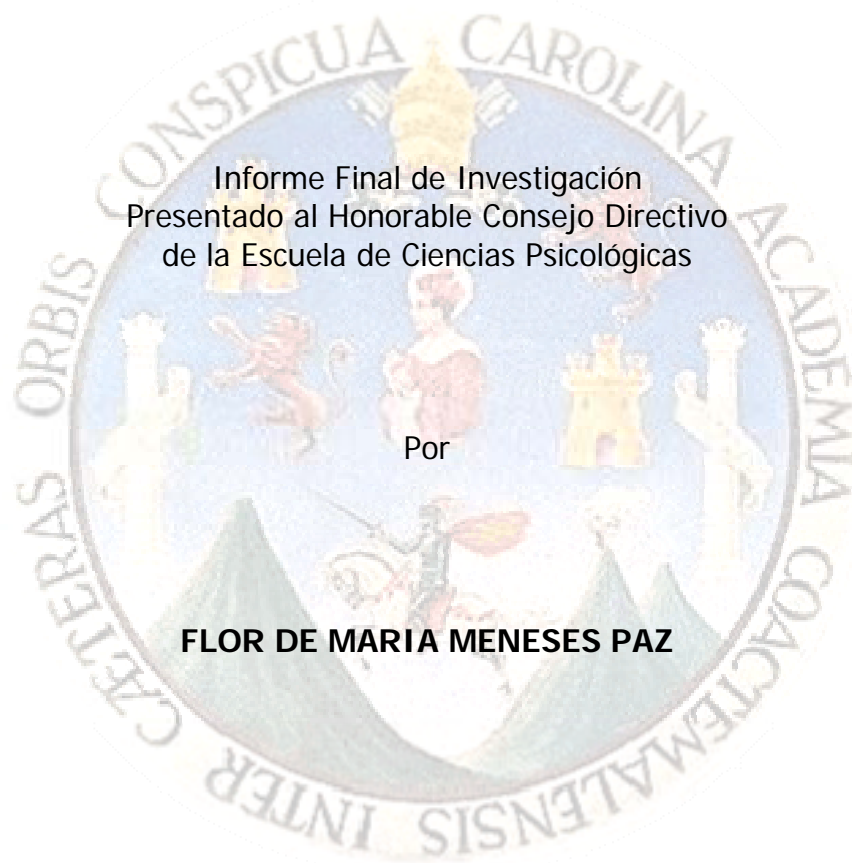 Informe Final de Investigación
Presentado al Honorable Consejo Directivo
de la Escuela de Ciencias Psicológicas
Por
FLOR DE MARIA MENESES PAZ
CÆTERAS ORBIS CONSPICUA CAROLINA ACADEMIA COACTEMALENSIS INTER